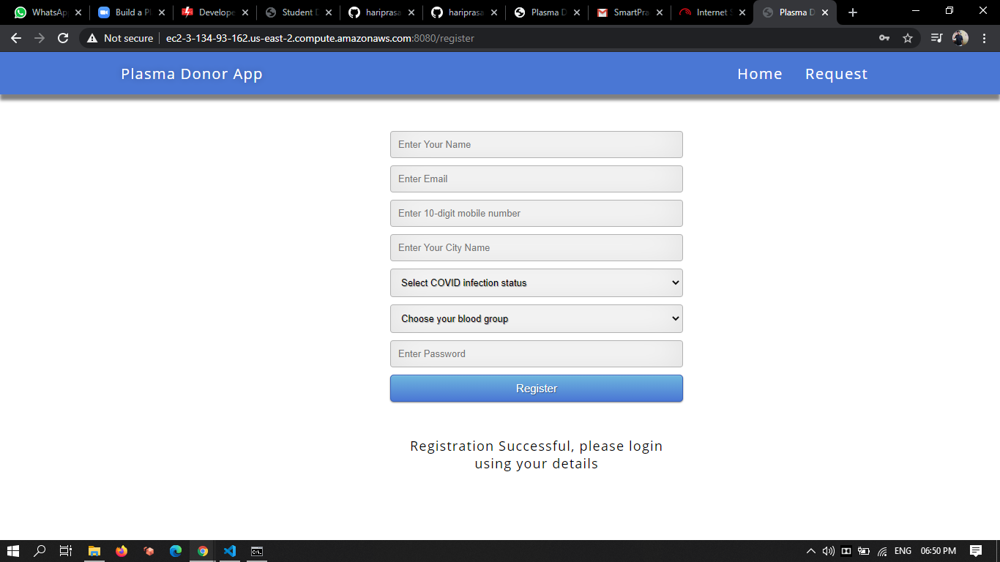 WhatsAp
Build a Pl
Develope
Student D
hariprasa
hariprasa
Plasma D
SmartPra
Internet S
Plasma D
Not secure
ec2-3-134-93-162.us-east-2.compute.amazonaws.com:8080/register
Plasma Donor App
Home
Request
Enter Your Name
Enter Email
Enter 10-digit mobile number
Enter Your City Name
Select COVID infection status
Choose your blood group
Enter Password
Register
Registration Successful, please login
using your details
ENG
06:50 PM